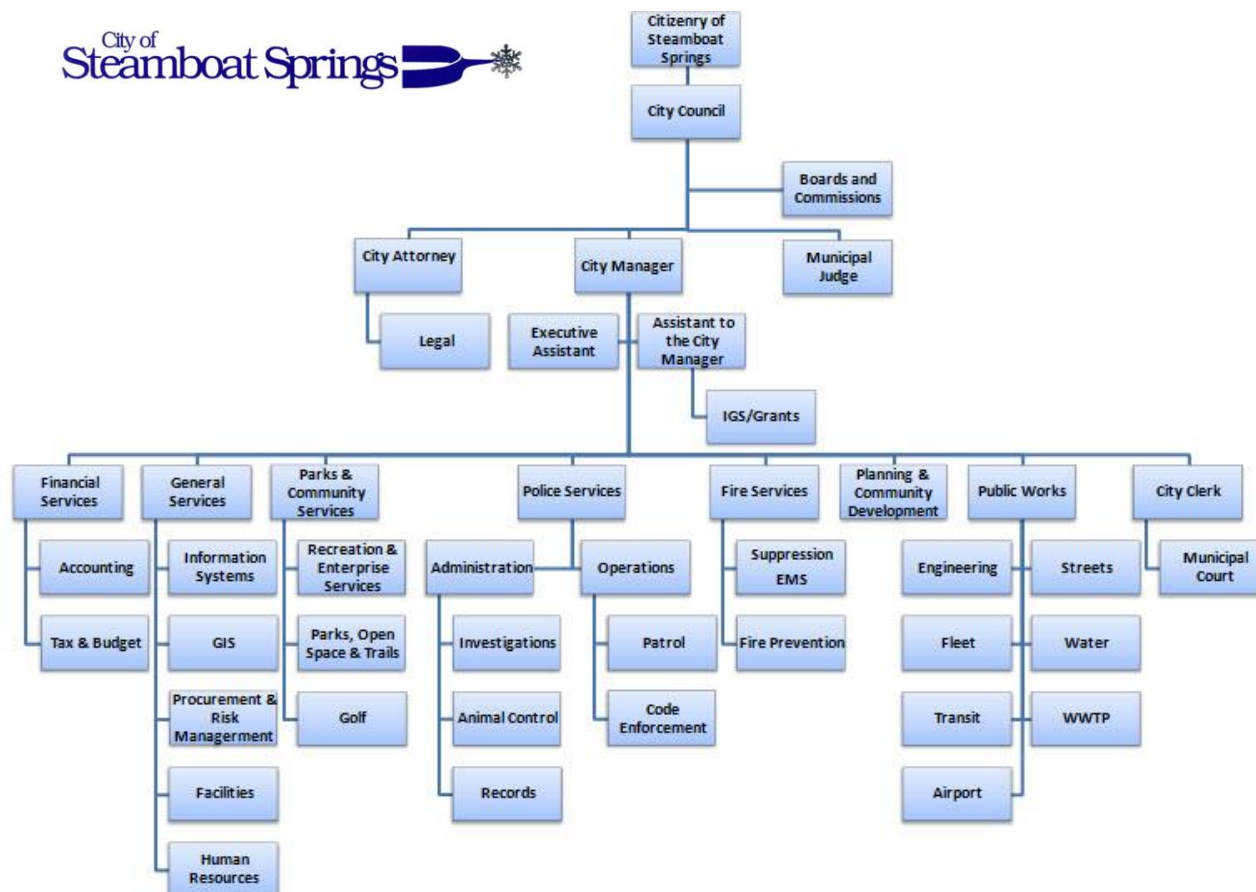 City of
Steamboat Springs
Citizenry of
Steamboat
Springs
City Council
Boards and
Commissions
City Attorney
City Manager
Municipal
Judge
Legal
Executive
Assistant
Assistant to
the City
Manager
IGS/Grants
Financial
Services
General
Services
Parks &
Community
Services
Police Services
Fire Services
Planning &
Community
Development
Public Works
City Clerk
Accounting
Information
Systems
Recreation &
Enterprise
Services
Administration
Operations
Suppression
EMS
Engineering
Streets
Municipal
Court
Tax & Budget
GIS
Parks, Open
Space & Trails
Investigations
Patrol
Fire Prevention
Fleet
Water
Procurement &
Risk
Managerment
Golf
Animal Control
Code
Enforcement
Transit
WWTP
Facilities
Records
Airport
Human
Resources